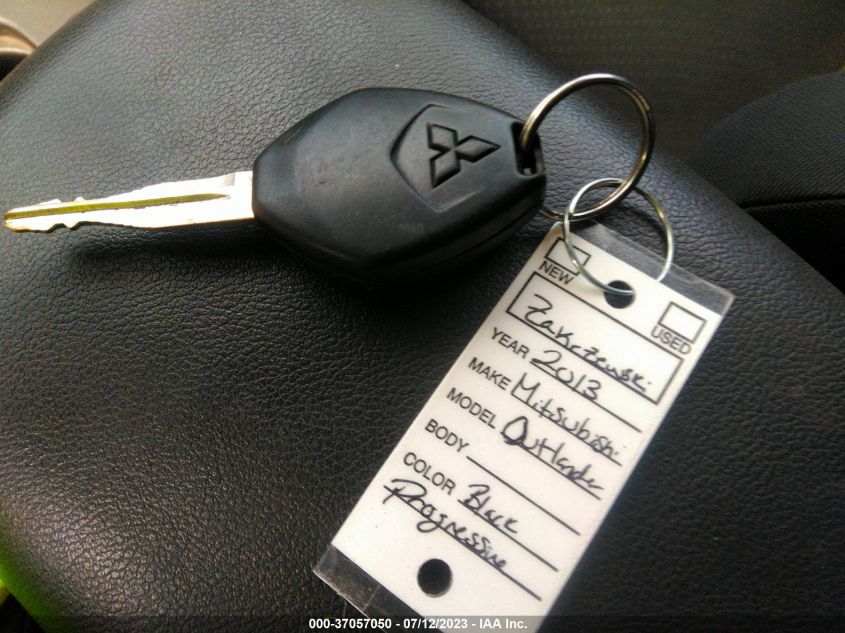 NEW
USED
Zakrzewski
YEAR 2013
MAKE Mitsubishi
MODEL Outlander
BODY
COLOR Black
Progressive
000-37057050 - 07/12/2023 - IAA Inc.